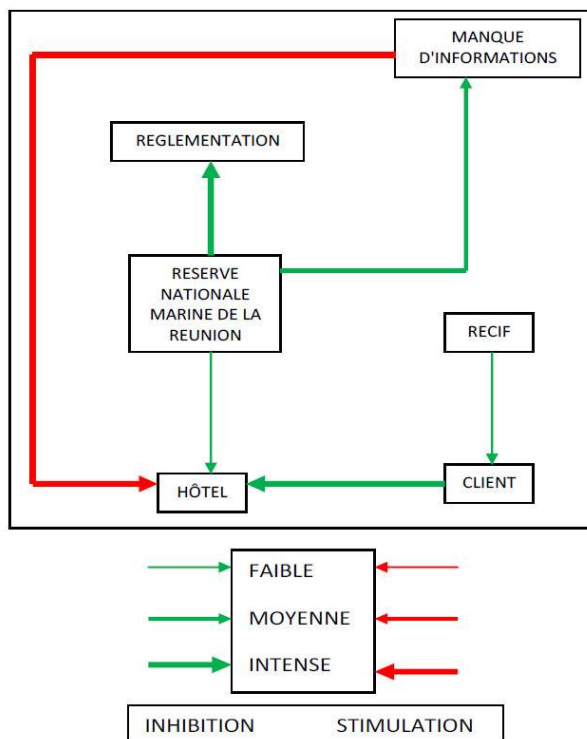 MANQUE
D'INFORMATIONS
REGLEMENTATION
RESERVE
NATIONALE
MARINE DE LA
REUNION
RECIF
HÔTEL
CLIENT
FAIBLE
MOYENNE
INTENSE
INHIBITION STIMULATION